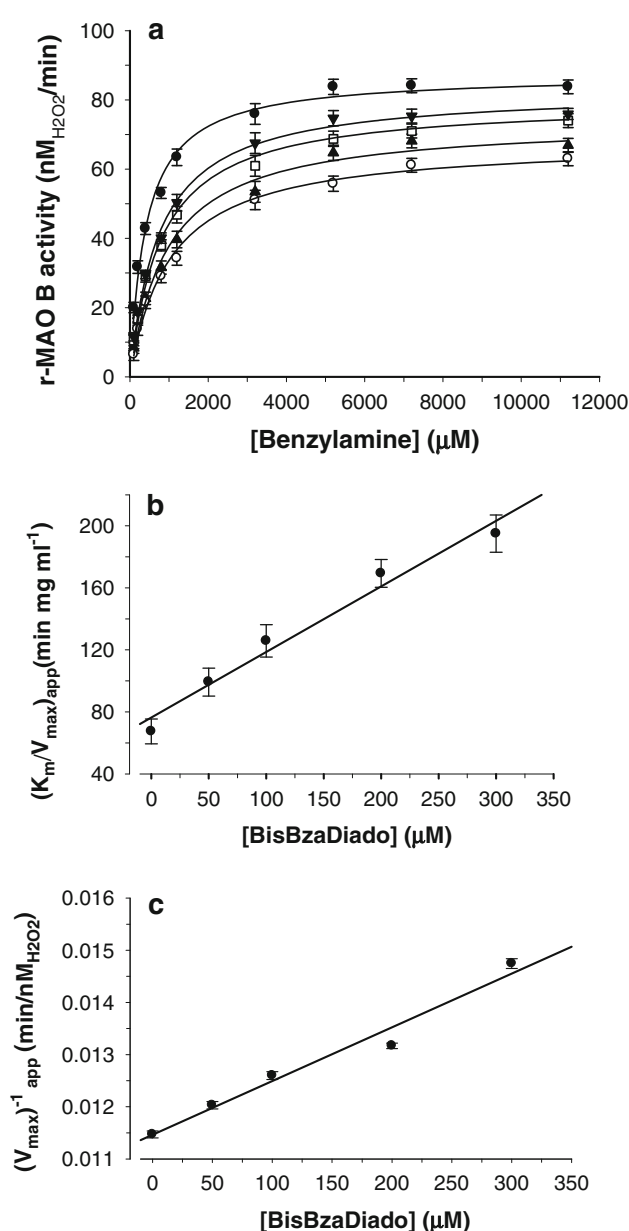 a
r-MAO B activity (nM_H2O2/min)
100
80
60
40
20
0
0 2000 4000 6000 8000 10000 12000
[Benzylamine] (μM)
b
(K_m/V_max)_app(min mg ml⁻¹)
200
160
120
80
40
0 50 100 150 200 250 300 350
[BisBzaDiado] (μM)
c
(V_max)⁻¹ app (min/nM_H2O2)
0.016
0.015
0.014
0.013
0.012
0.011
0 50 100 150 200 250 300 350
[BisBzaDiado] (μM)